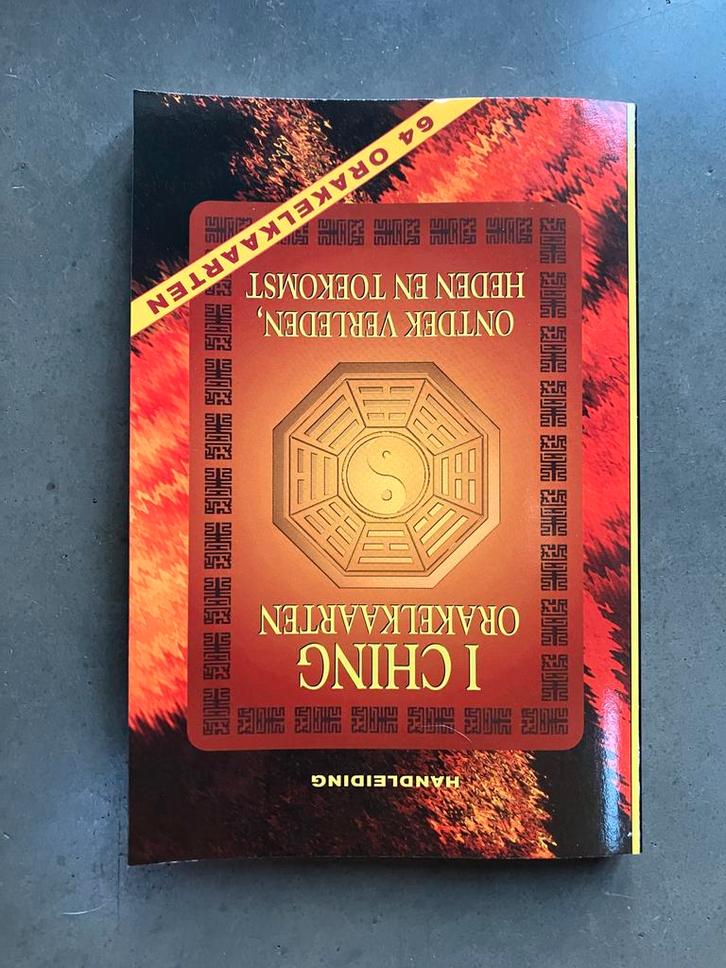 HANDLEIDING
I CHING
ORAKELKAARTEN
ONTDEK VERLEDEN,
HEDEN EN TOEKOMST
64 ORAKELKAARTEN